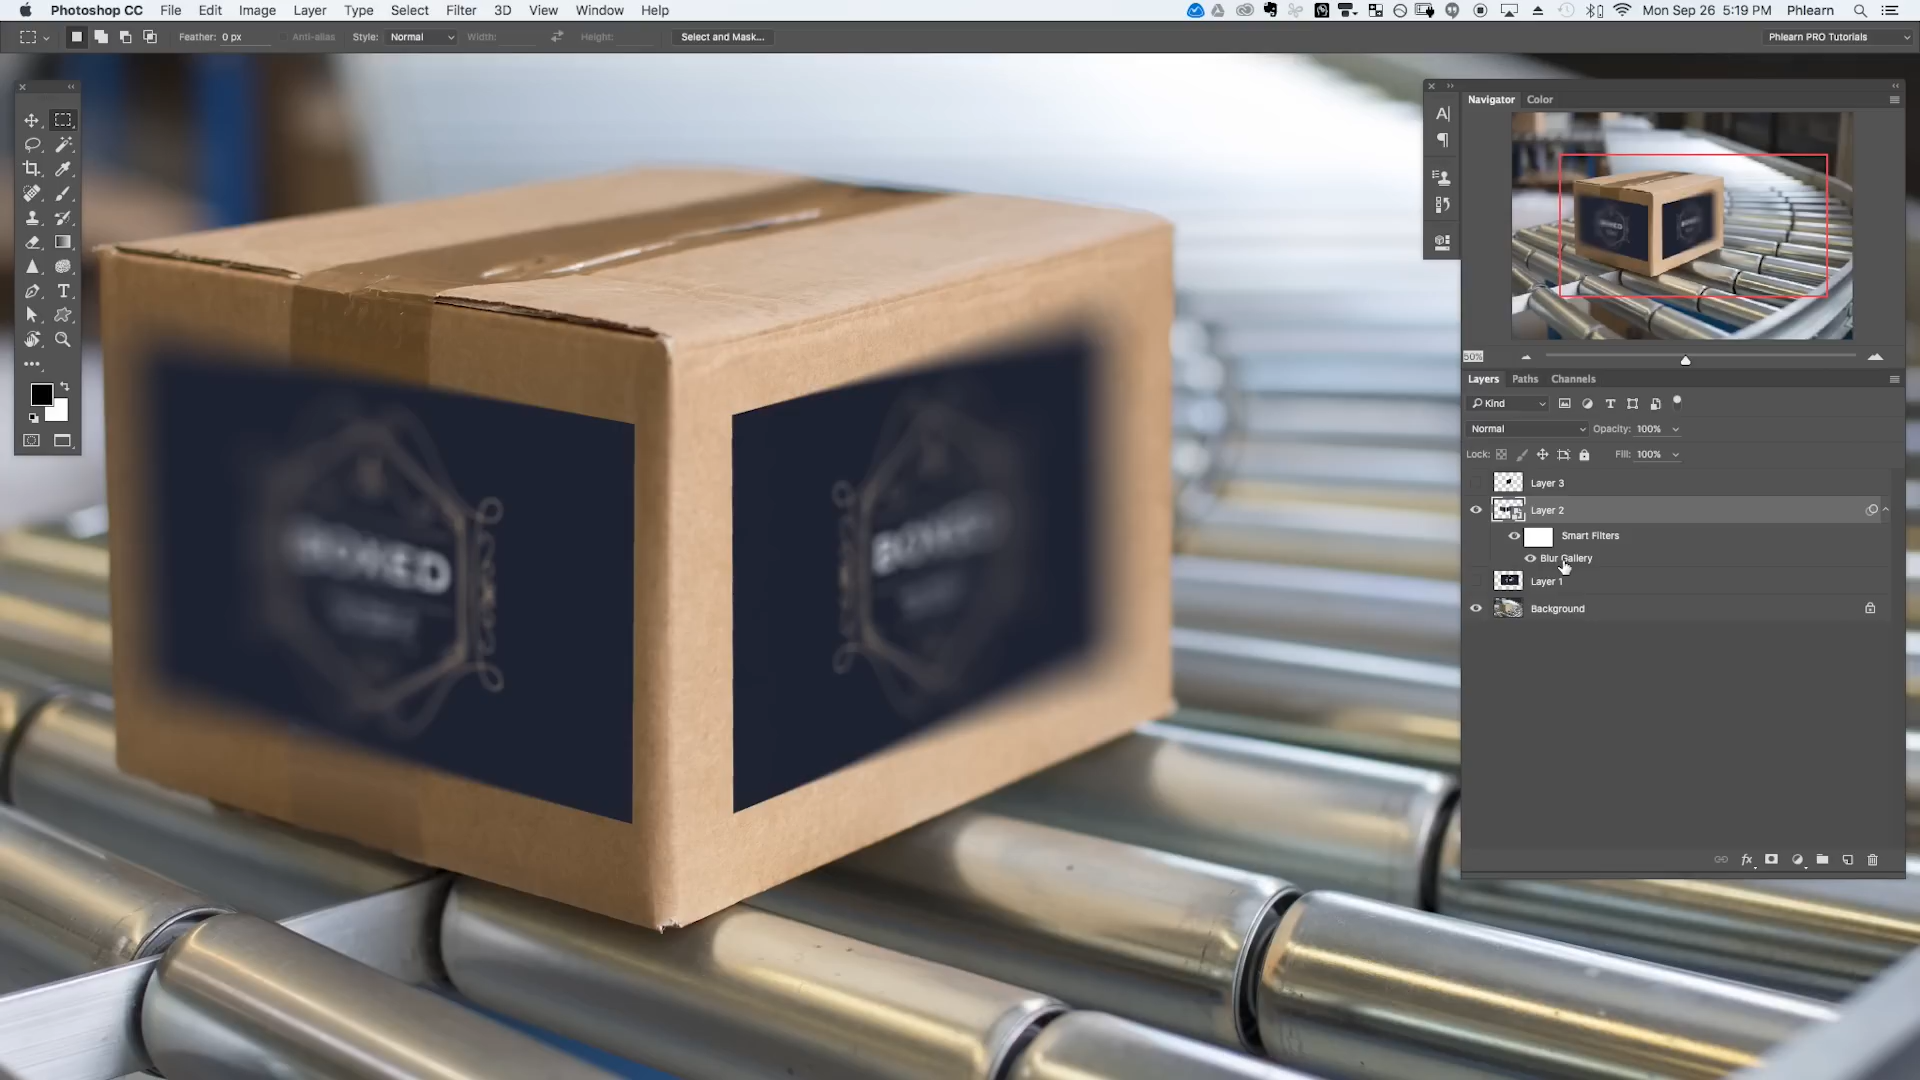 Photoshop CC File Edit Image Layer Type Select Filter 3D View Window Help Mon Sep 26 5:19 PM Phlearn
Feather: 0 px Anti-alias Style: Normal Width: Height: Select and Mask... Phlearn PRO Tutorials
Navigator Color
50%
Layers Paths Channels
Kind
Normal Opacity: 100%
Lock: Fill: 100%
Layer 3
Layer 2
Smart Filters
Blur Gallery
Layer 1
Background
fx
BOXED